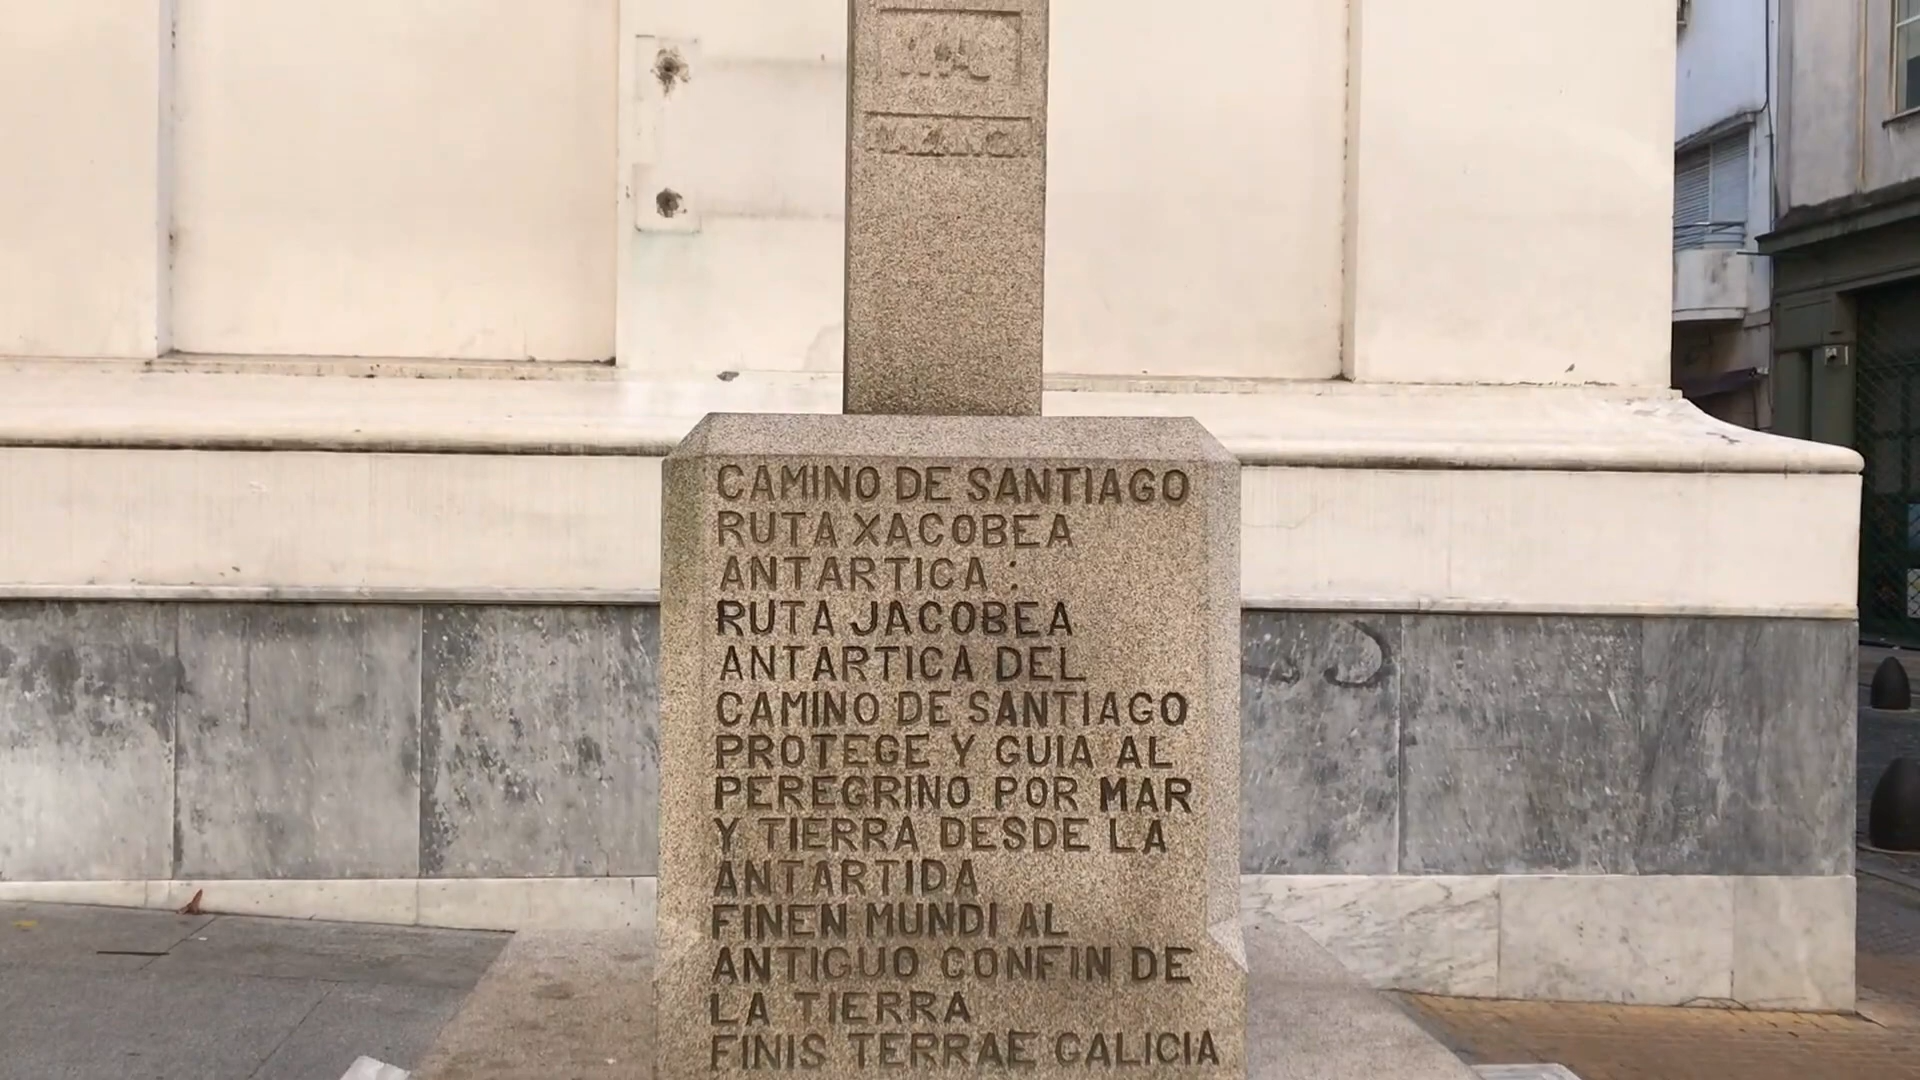 CAMINO DE SANTIAGO
RUTA XACOBEA
ANTARTICA :
RUTA JACOBEA
ANTARTICA DEL
CAMINO DE SANTIAGO
PROTEGE Y GUIA AL
PEREGRINO POR MAR
Y TIERRA DESDE LA
ANTARTIDA
FINEN MUNDI AL
ANTIGUO CONFIN DE
LA TIERRA
FINIS TERRAE GALICIA